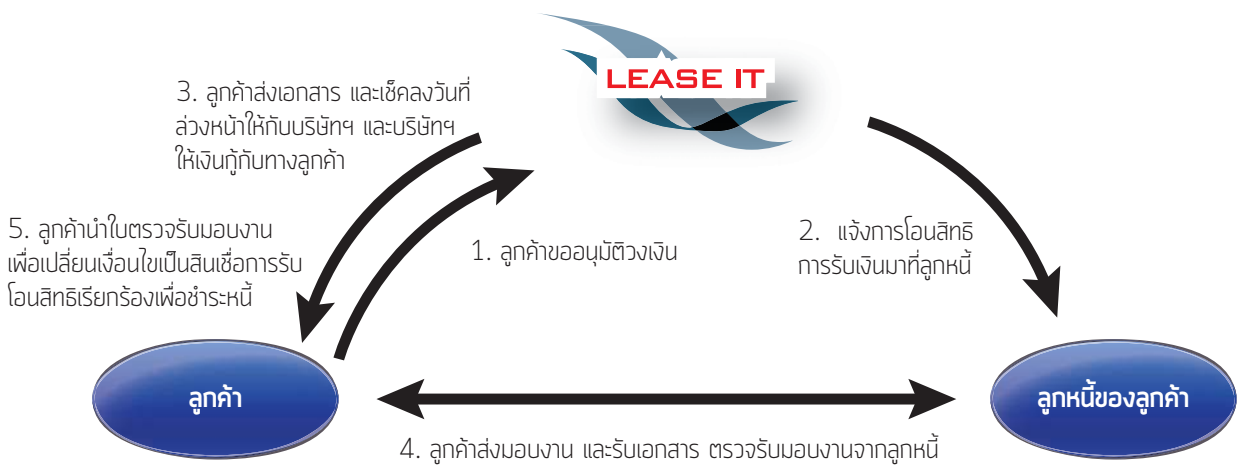 LEASE IT
3. ลูกค้าส่งเอกสาร และเช็คลงวันที่
ล่วงหน้าให้กับบริษัทฯ และบริษัทฯ
ให้เงินกู้กับทางลูกค้า
5. ลูกค้านำใบตรวจรับมอบงาน
เพื่อเปลี่ยนเงื่อนไขเป็นสินเชื่อการรับ
โอนสิทธิเรียกร้องเพื่อชำระหนี้
1. ลูกค้าขออนุมัติวงเงิน
2. แจ้งการโอนสิทธิ
การรับเงินมาที่ลูกหนี้
ลูกค้า
ลูกหนี้ของลูกค้า
4. ลูกค้าส่งมอบงาน และรับเอกสาร ตรวจรับมอบงานจากลูกหนี้